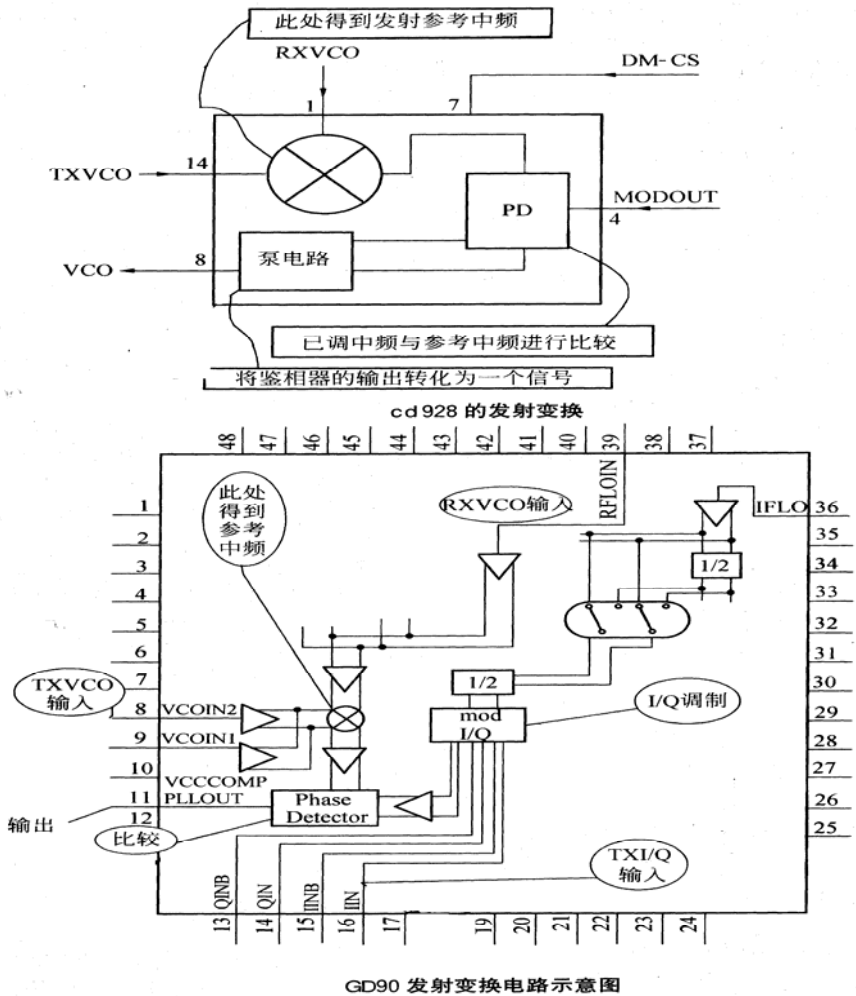 此处得到发射参考中频
RXVCO
DM-CS
1
7
TXVCO
14
PD
MODOUT
4
VCO
8
泵电路
已调中频与参考中频进行比较
将鉴相器的输出转化为一个信号
cd928的发射变换
48
47
46
45
44
43
42
41
40
39
38
37
RFLOIN
1
2
3
4
5
6
7
8
9
10
11
12
此处
得到
参考
中频
RXVCO输入
IFLO
36
35
34
33
32
31
30
29
28
27
26
25
1/2
TXVCO
输入
VCOIN2
VCOIN1
VCCCOMP
PLLOUT
1/2
mod
I/Q
I/Q调制
Phase
Detector
输出
比较
TXI/Q
输入
QINB
QIN
IINB
IIN
13
14
15
16
17
19
20
21
22
23
24
GD90 发射变换电路示意图